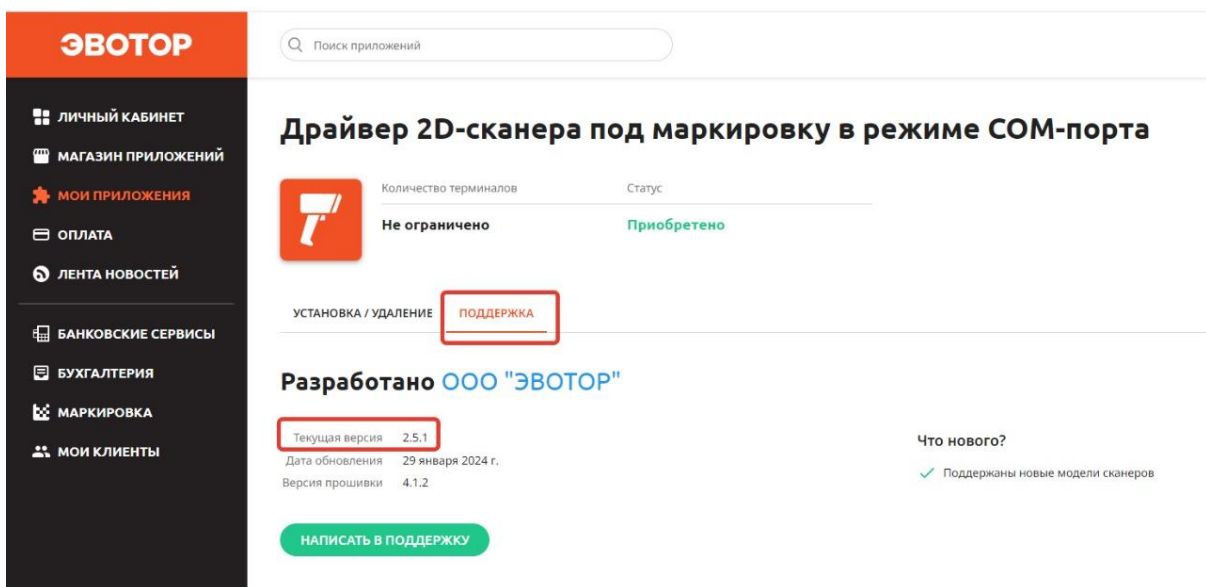 ЭВОТОР
Поиск приложений
ЛИЧНЫЙ КАБИНЕТ
МАГАЗИН ПРИЛОЖЕНИЙ
МОИ ПРИЛОЖЕНИЯ
ОПЛАТА
ЛЕНТА НОВОСТЕЙ
БАНКОВСКИЕ СЕРВИСЫ
БУХГАЛТЕРИЯ
МАРКИРОВКА
МОИ КЛИЕНТЫ
Драйвер 2D-сканера под маркировку в режиме COM-порта
Количество терминалов Статус
Не ограничено Приобретено
УСТАНОВКА / УДАЛЕНИЕ ПОДДЕРЖКА
Разработано ООО "ЭВОТОР"
Текущая версия 2.5.1
Дата обновления 29 января 2024 г.
Версия прошивки 4.1.2
Что нового?
Поддержаны новые модели сканеров
НАПИСАТЬ В ПОДДЕРЖКУ